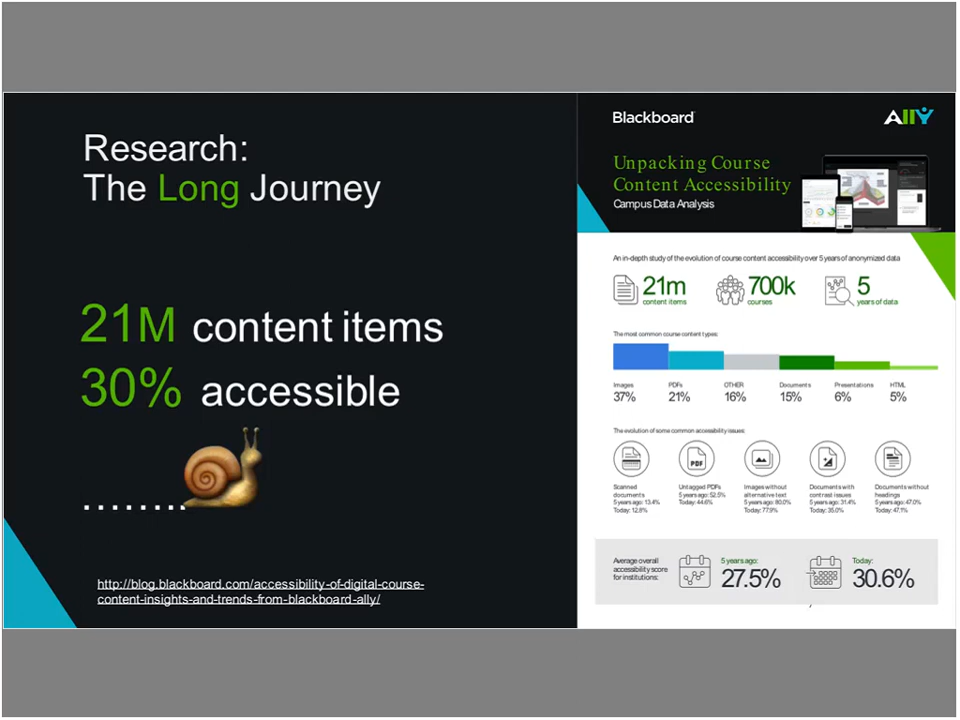 Research:
The Long Journey
21M content items
30% accessible
........
http://blog.blackboard.com/accessibility-of-digital-course-
content-insights-and-trends-from-blackboard-ally/
Blackboard
Ally
Unpacking Course
Content Accessibility
Campus Data Analysis
An in-depth study of the evolution of course content accessibility over 5 years of anonymized data
21m
content items
700k
courses
5
years of data
The most common course content types:
Images
37%
PDFs
21%
OTHER
16%
Documents
15%
Presentations
6%
HTML
5%
The evolution of some common accessibility issues:
PDF
Scanned
documents
5 years ago: 13.4%
Today: 12.8%
Untagged PDFs
5 years ago: 52.5%
Today: 44.6%
Images without
alternative text
5 years ago: 80.0%
Today: 77.9%
Documents with
contrast issues
5 years ago: 31.4%
Today: 35.0%
Documents without
headings
5 years ago: 47.0%
Today: 47.1%
Average overall
accessibility score
for institutions:
5 years ago:
27.5%
Today:
30.6%